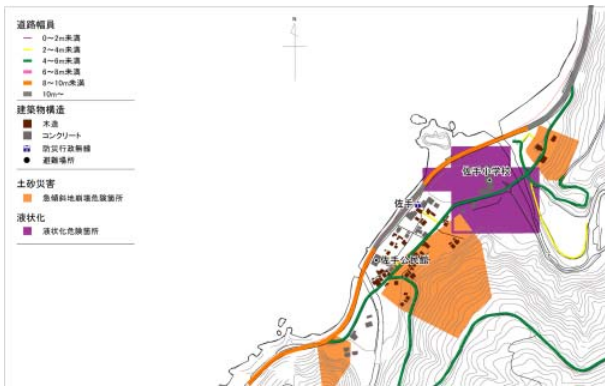 道路幅員
0～2m未満
2～4m未満
4～6m未満
6～8m未満
8～10m未満
10m～
建築物構造
木造
コンクリート
防災行政無線
避難場所
土砂災害
急傾斜地崩壊危険箇所
液状化
液状化危険箇所
N
佐手小学校
佐手
佐手公民館